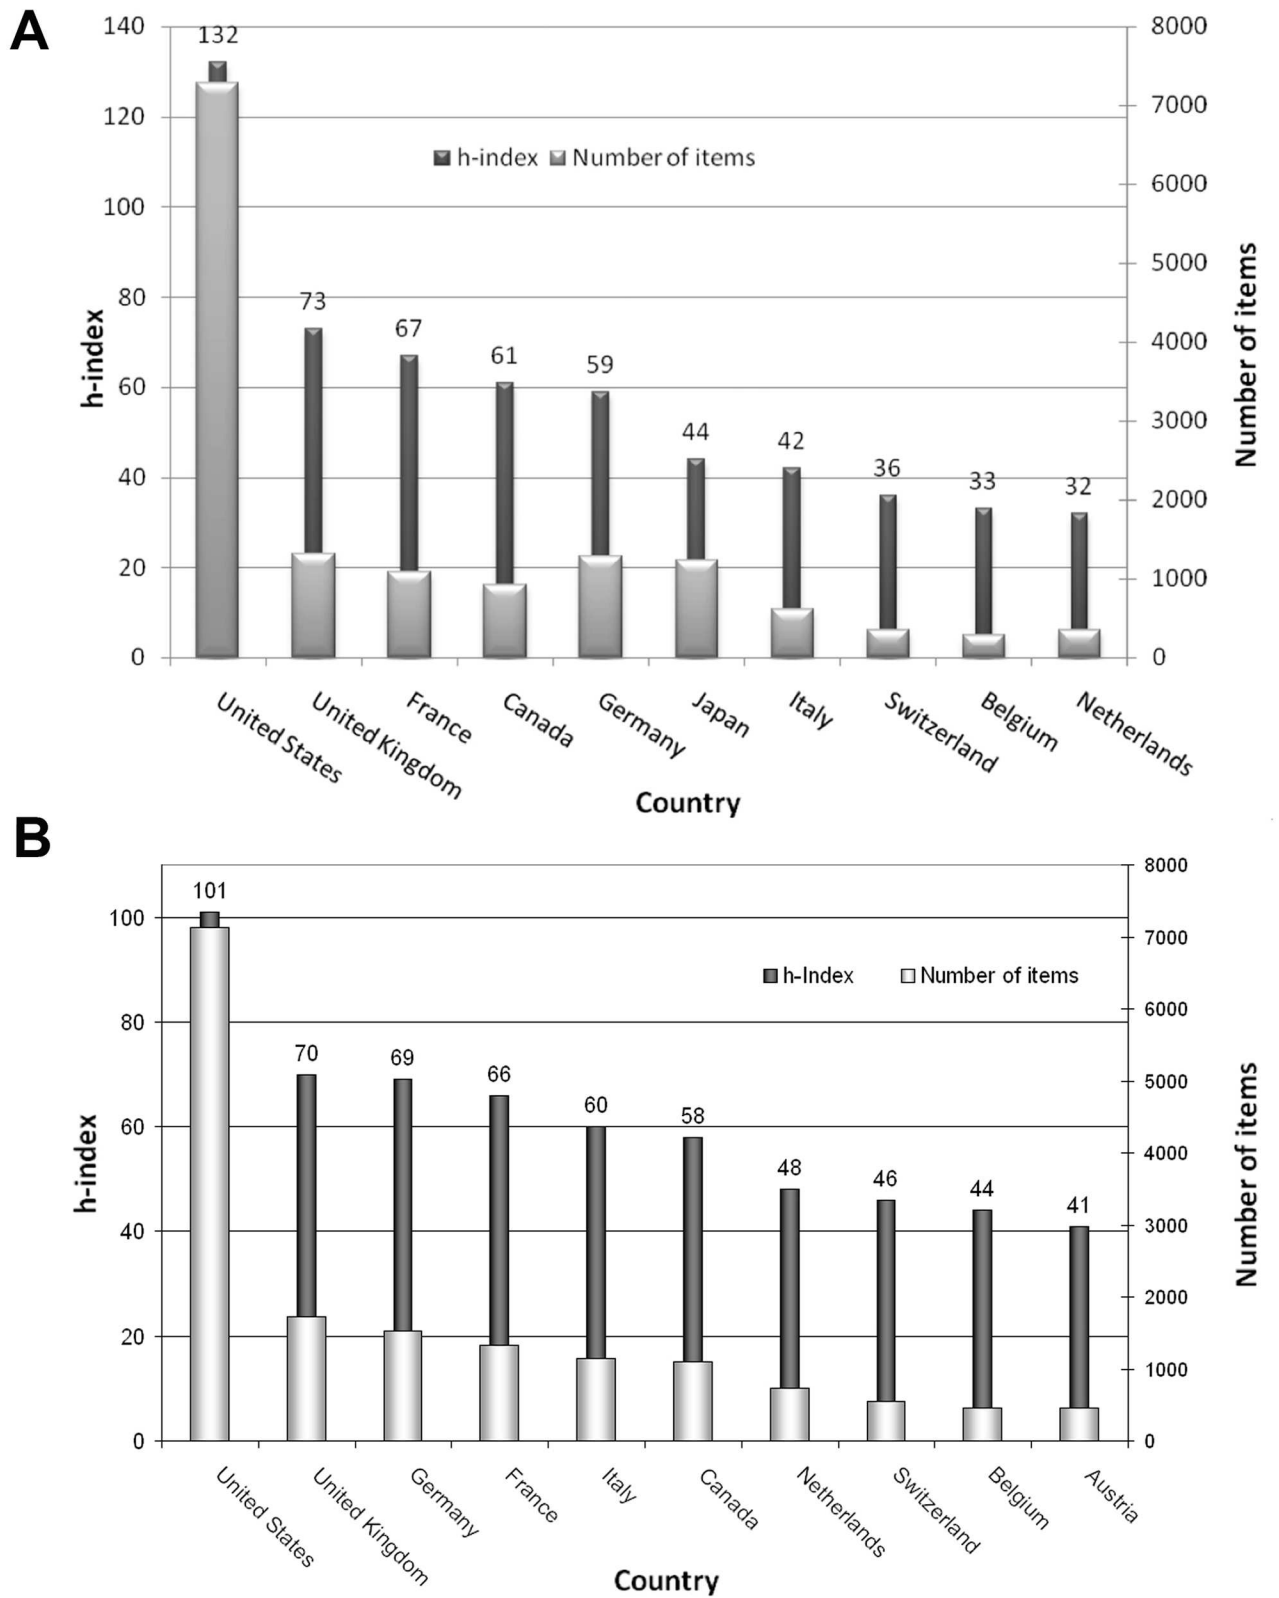 A
140
120
100
80
60
40
20
0
h-index
8000
7000
6000
5000
4000
3000
2000
1000
0
Number of items
h-index Number of items
132
73
67
61
59
44
42
36
33
32
United States
United Kingdom
France
Canada
Germany
Japan
Italy
Switzerland
Belgium
Netherlands
Country
B
100
80
60
40
20
0
h-index
8000
7000
6000
5000
4000
3000
2000
1000
0
Number of items
h-Index Number of items
101
70
69
66
60
58
48
46
44
41
United States
United Kingdom
Germany
France
Italy
Canada
Netherlands
Switzerland
Belgium
Austria
Country